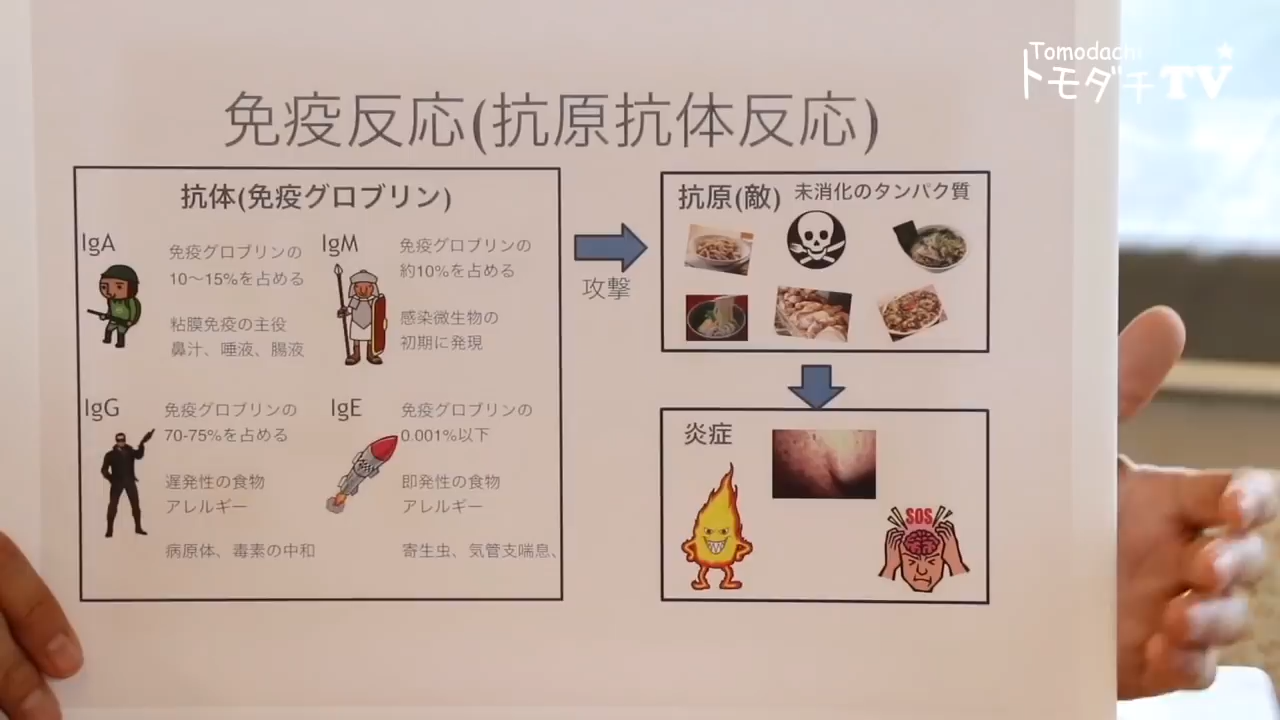 Tomodachi
トモダチTV
免疫反応(抗原抗体反応)
抗体(免疫グロブリン)
IgA
免疫グロブリンの
10〜15%を占める
粘膜免疫の主役
鼻汁、唾液、腸液
IgM
免疫グロブリンの
約10%を占める
感染微生物の
初期に発現
IgG
免疫グロブリンの
70-75%を占める
遅発性の食物
アレルギー
病原体、毒素の中和
IgE
免疫グロブリンの
0.001%以下
即発性の食物
アレルギー
寄生虫、気管支喘息、
攻撃
抗原(敵) 未消化のタンパク質
炎症
SOS